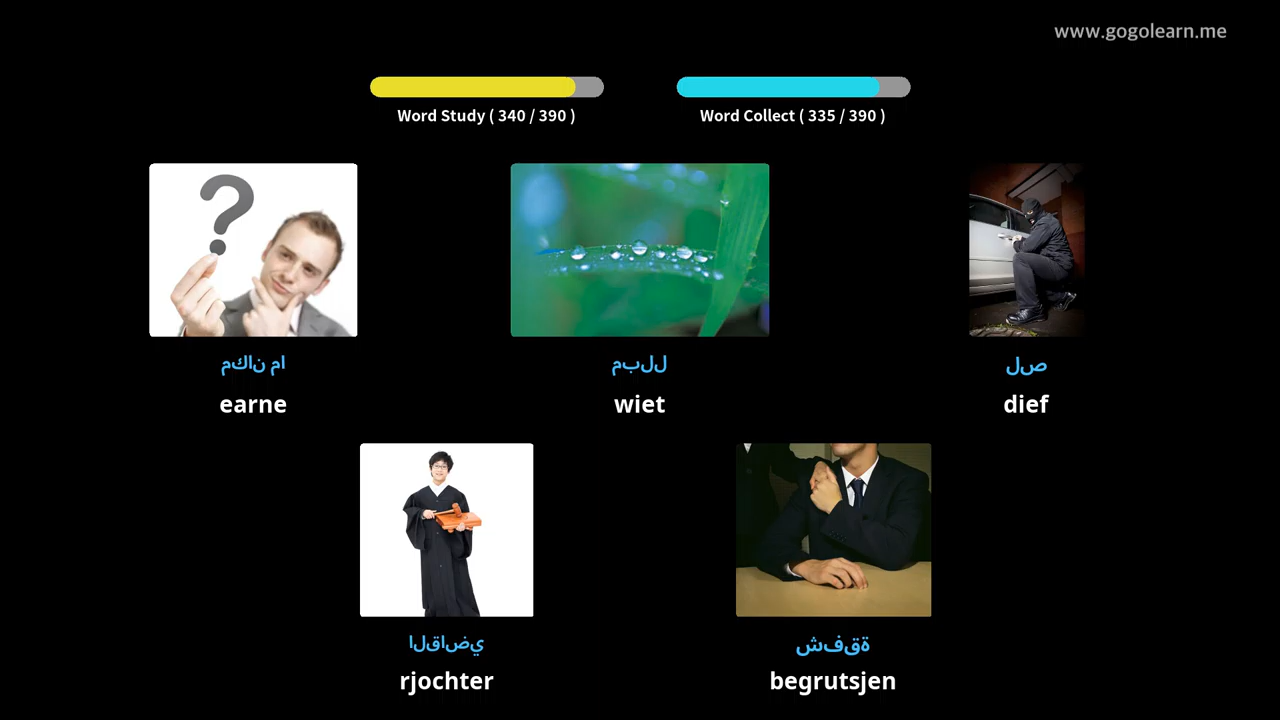 www.gogolearn.me
Word Study ( 340 / 390 )
Word Collect ( 335 / 390 )
مكان ما
مبلل
لص
earne
wiet
dief
القاضي
شفقة
rjochter
begrutsjen